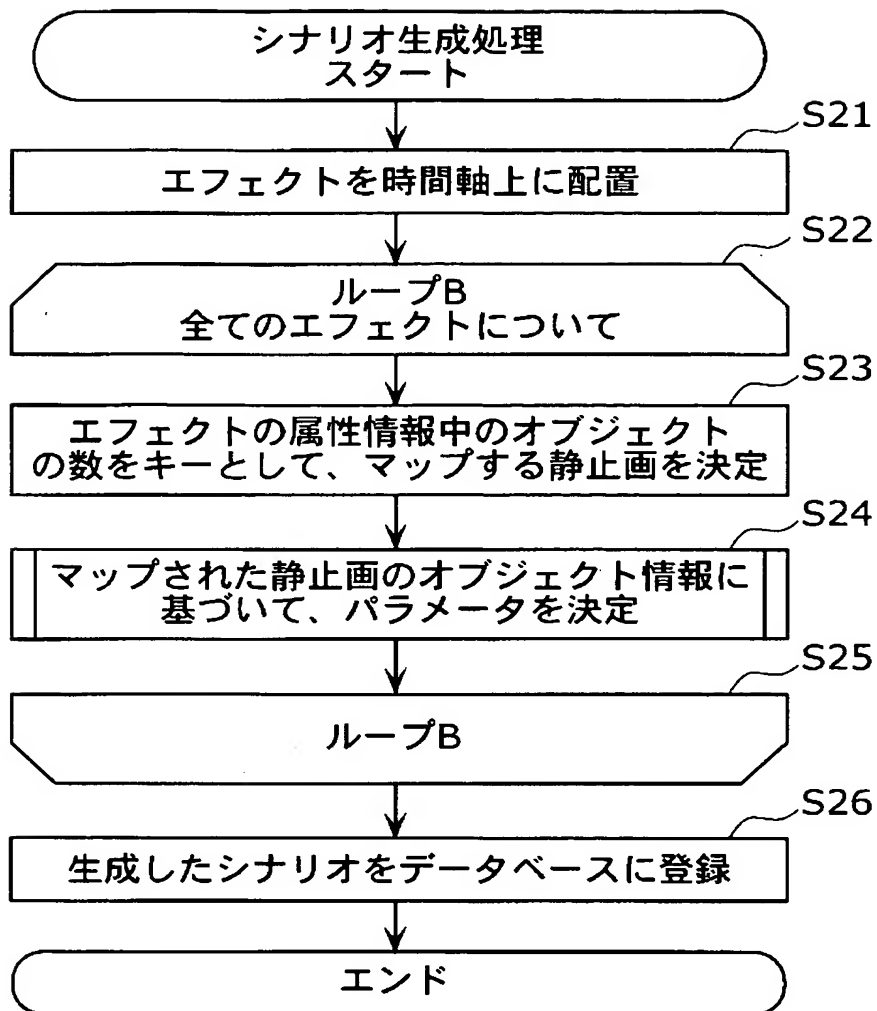 シナリオ生成処理
スタート
S21
エフェクトを時間軸上に配置
S22
ループB
全てのエフェクトについて
S23
エフェクトの属性情報中のオブジェクト
の数をキーとして、マップする静止画を決定
S24
マップされた静止画のオブジェクト情報に
基づいて、パラメータを決定
S25
ループB
S26
生成したシナリオをデータベースに登録
エンド